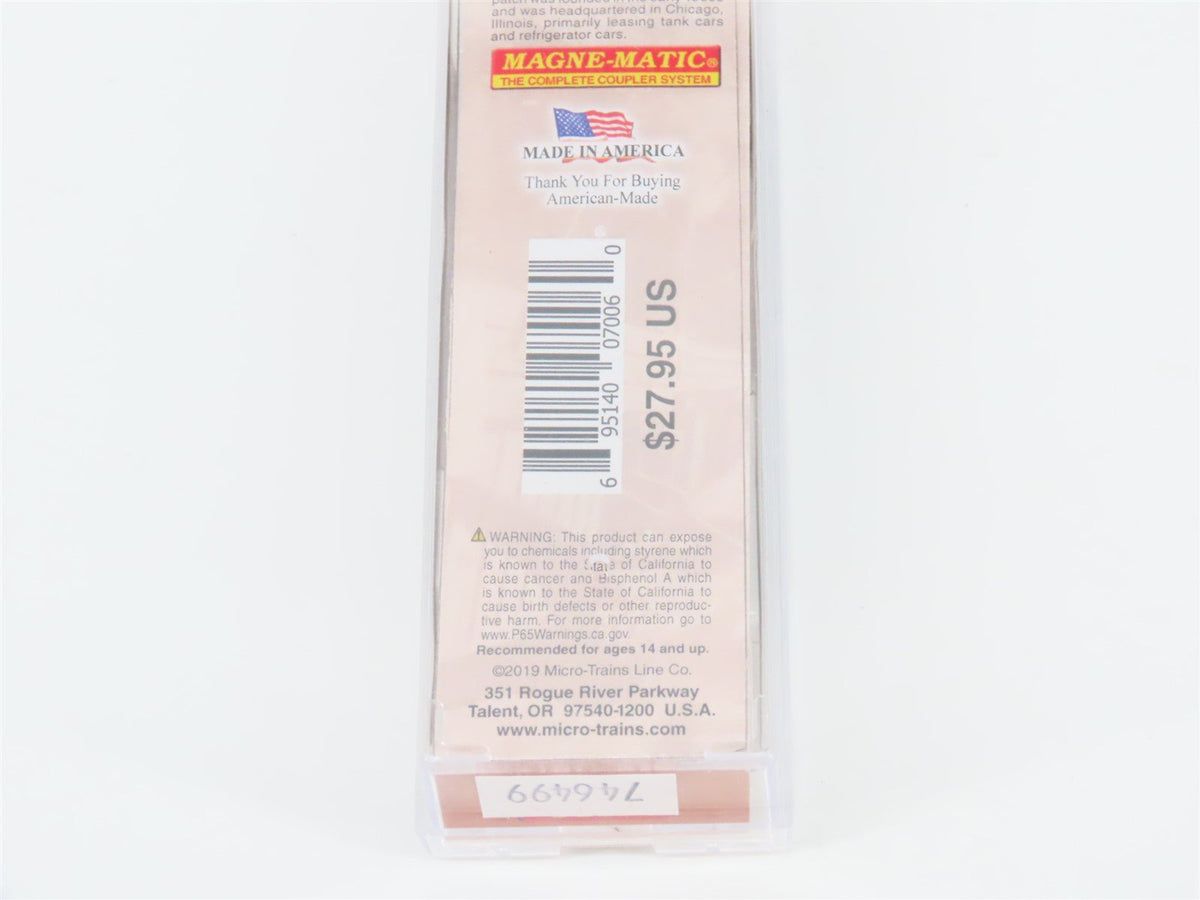 and was headquartered in Chicago,
Illinois, primarily leasing tank cars
and refrigerator cars.
MAGNE-MATIC®
THE COMPLETE COUPLER SYSTEM
MADE IN AMERICA
Thank You For Buying
American-Made
6 95140 07006 0
$27.95 US
WARNING: This product can expose
you to chemicals including styrene which
is known to the State of California to
cause cancer and Bisphenol A which
is known to the State of California to
cause birth defects or other reproduc-
tive harm. For more information go to
www.P65Warnings.ca.gov.
Recommended for ages 14 and up.
©2019 Micro-Trains Line Co.
351 Rogue River Parkway
Talent, OR 97540-1200 U.S.A.
www.micro-trains.com
746499